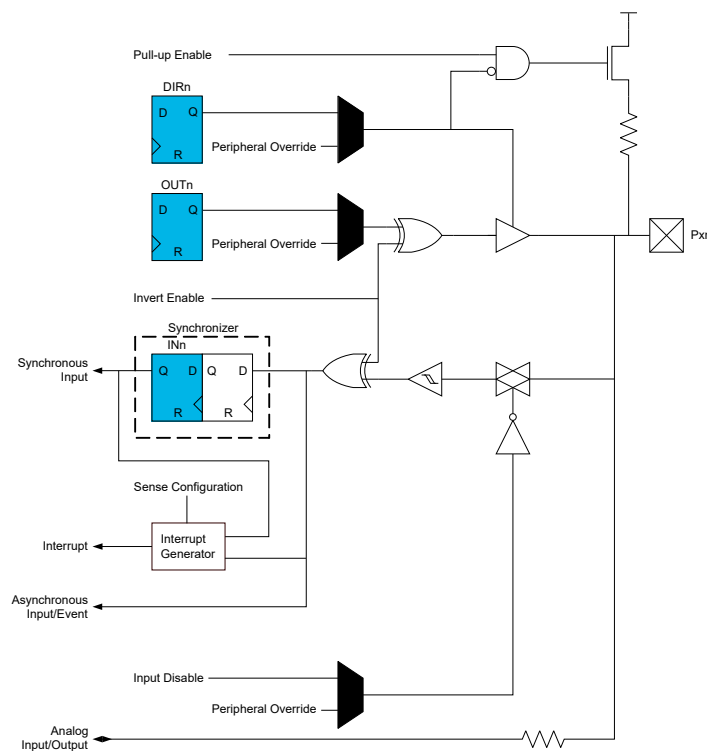 Pull-up Enable
DIRn
D Q
R
Peripheral Override
OUTn
D Q
R
Peripheral Override
Pxn
Invert Enable
Synchronizer
INn
Synchronous
Input
Q D Q D
R R
Sense Configuration
Interrupt
Interrupt
Generator
Asynchronous
Input/Event
Input Disable
Peripheral Override
Analog
Input/Output